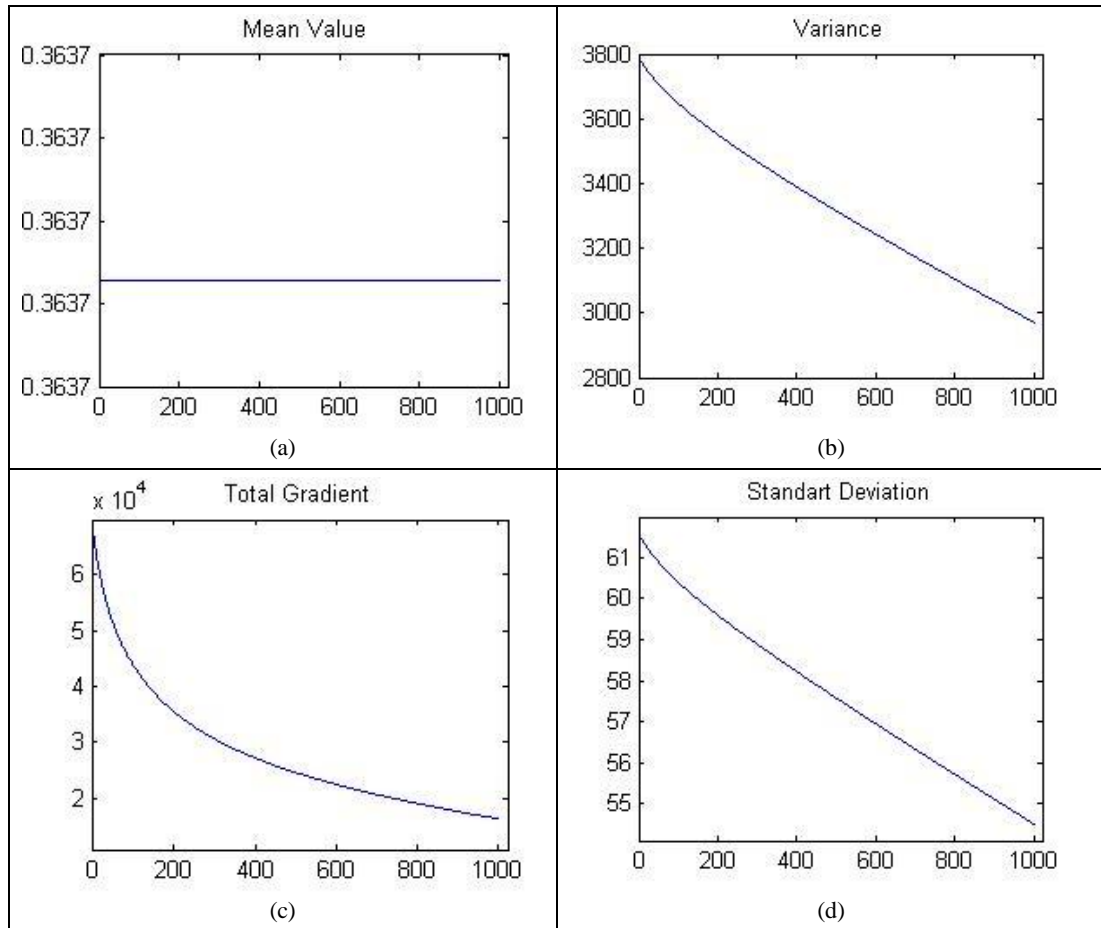 Mean Value
0.3637
0.3637
0.3637
0.3637
0.3637
0 200 400 600 800 1000
(a)
Variance
3800
3600
3400
3200
3000
2800
0 200 400 600 800 1000
(b)
x 10^4
Total Gradient
6
5
4
3
2
0 200 400 600 800 1000
(c)
Standart Deviation
61
60
59
58
57
56
55
0 200 400 600 800 1000
(d)